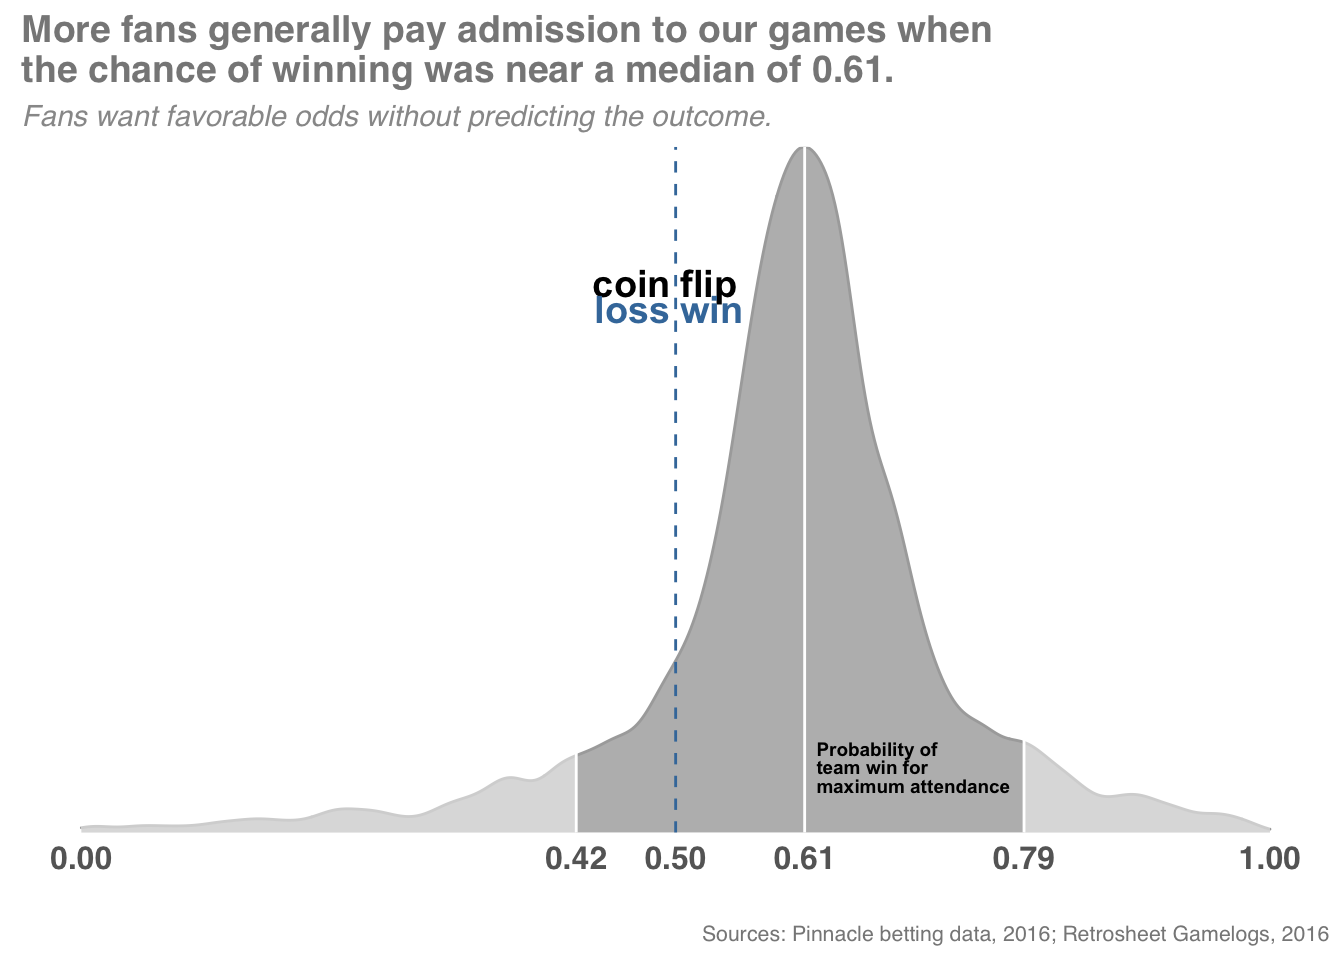 More fans generally pay admission to our games when
the chance of winning was near a median of 0.61.
Fans want favorable odds without predicting the outcome.
coin flip
loss win
Probability of
team win for
maximum attendance
0.00 0.42 0.50 0.61 0.79 1.00
Sources: Pinnacle betting data, 2016; Retrosheet Gamelogs, 2016